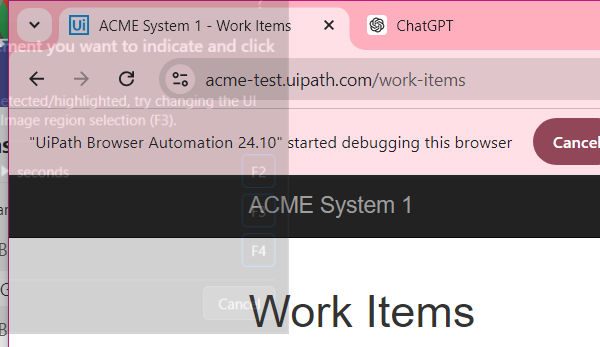 Ui ACME System 1 - Work Items ChatGPT
ment you want to indicate and click
acme-test.uipath.com/work-items
etected/highlighted, try changing the UI
Image region selection (F3).
"UiPath Browser Automation 24.10" started debugging this browser Cancel
seconds F2
ACME System 1
F3
F4
Cancel
Work Items